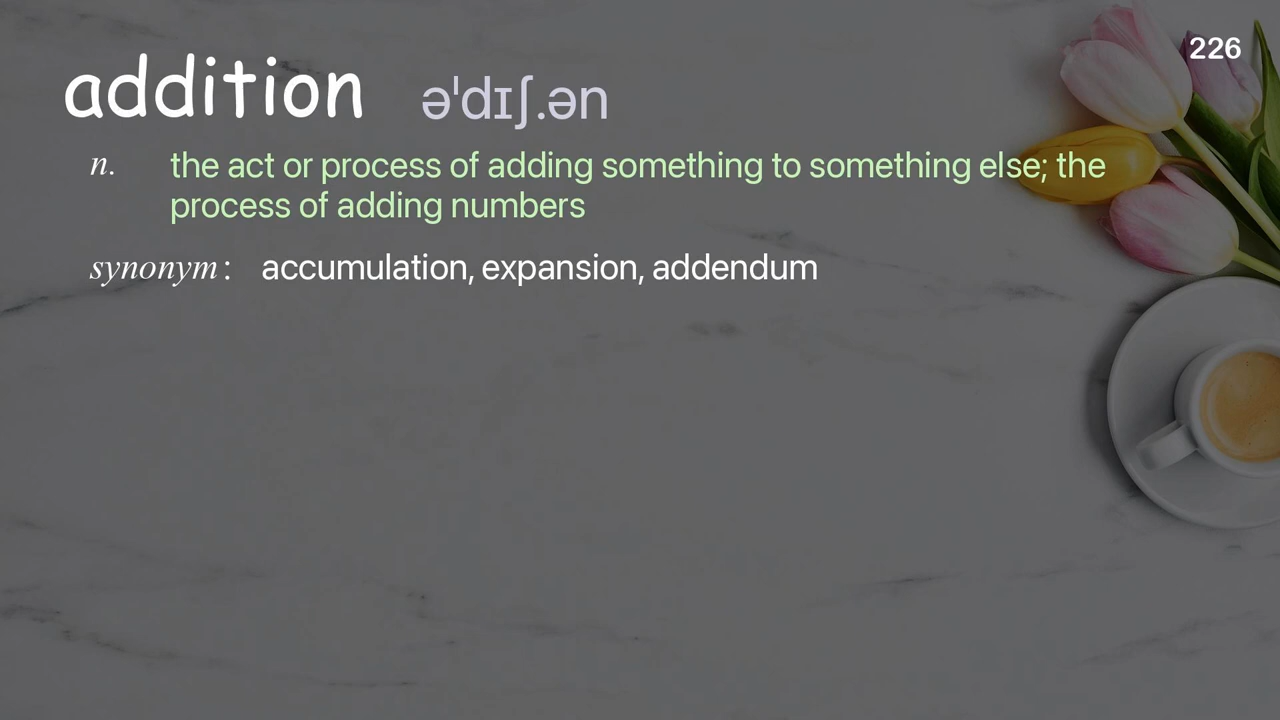 226
addition əˈdɪʃ.ən
n. the act or process of adding something to something else; the
process of adding numbers
synonym: accumulation, expansion, addendum